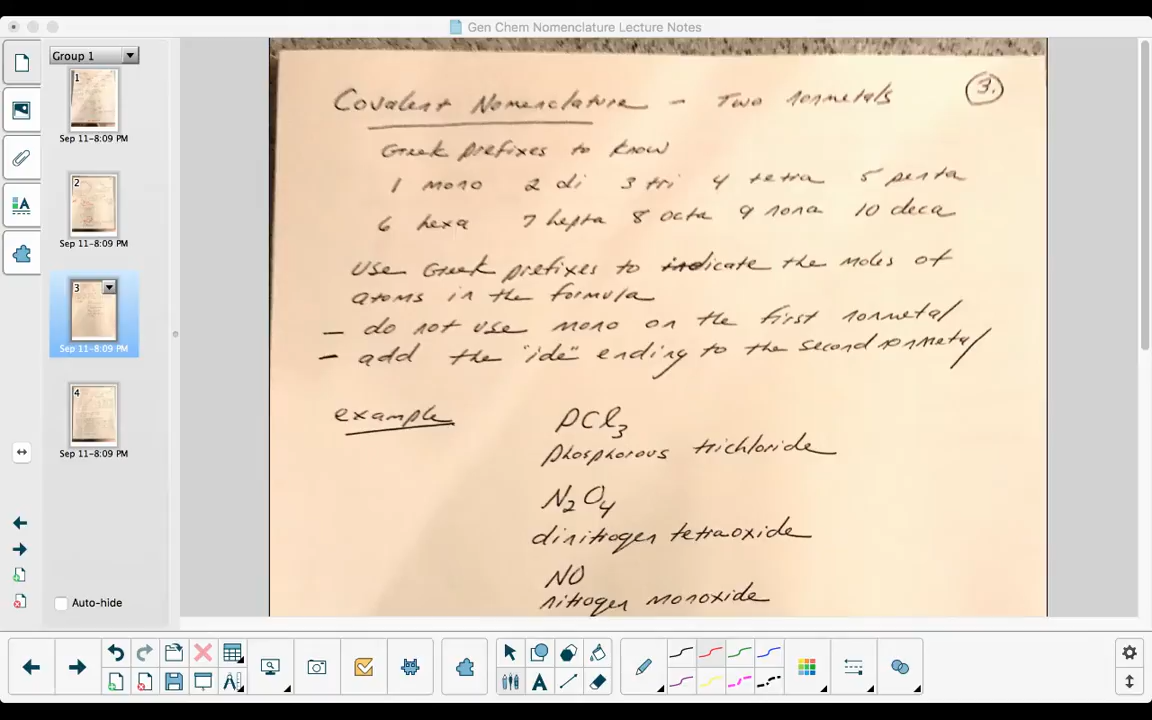 Gen Chem Nomenclature Lecture Notes
Group 1
1
Sep 11-8:09 PM
2
Sep 11-8:09 PM
3
Sep 11-8:09 PM
4
Sep 11-8:09 PM
Auto-hide
Covalent Nomenclature - Two nonmetals
3.
Greek prefixes to know
1 mono 2 di 3 tri 4 tetra 5 penta
6 hexa 7 hepta 8 octa 9 nona 10 deca
Use Greek prefixes to indicate the moles of
atoms in the formula
- do not use mono on the first nonmetal
- add the "ide" ending to the second nonmetal
example
PCl₃
phosphorous trichloride
N₂O₄
dinitrogen tetraoxide
NO
nitrogen monoxide
A
A